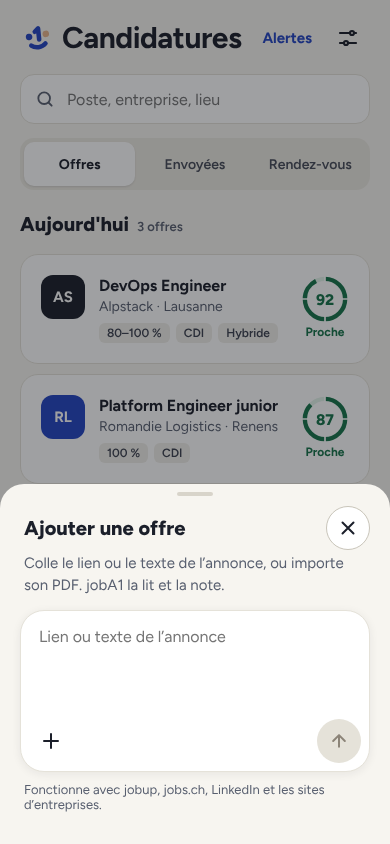 Candidatures
Alertes
Poste, entreprise, lieu
Offres
Envoyées
Rendez-vous
Aujourd'hui 3 offres
AS
DevOps Engineer
Alpstack · Lausanne
80–100 %
CDI
Hybride
92
Proche
RL
Platform Engineer junior
Romandie Logistics · Renens
100 %
CDI
87
Proche
Ajouter une offre
Colle le lien ou le texte de l’annonce, ou importe
son PDF. jobA1 la lit et la note.
Lien ou texte de l’annonce
Fonctionne avec jobup, jobs.ch, LinkedIn et les sites
d’entreprises.